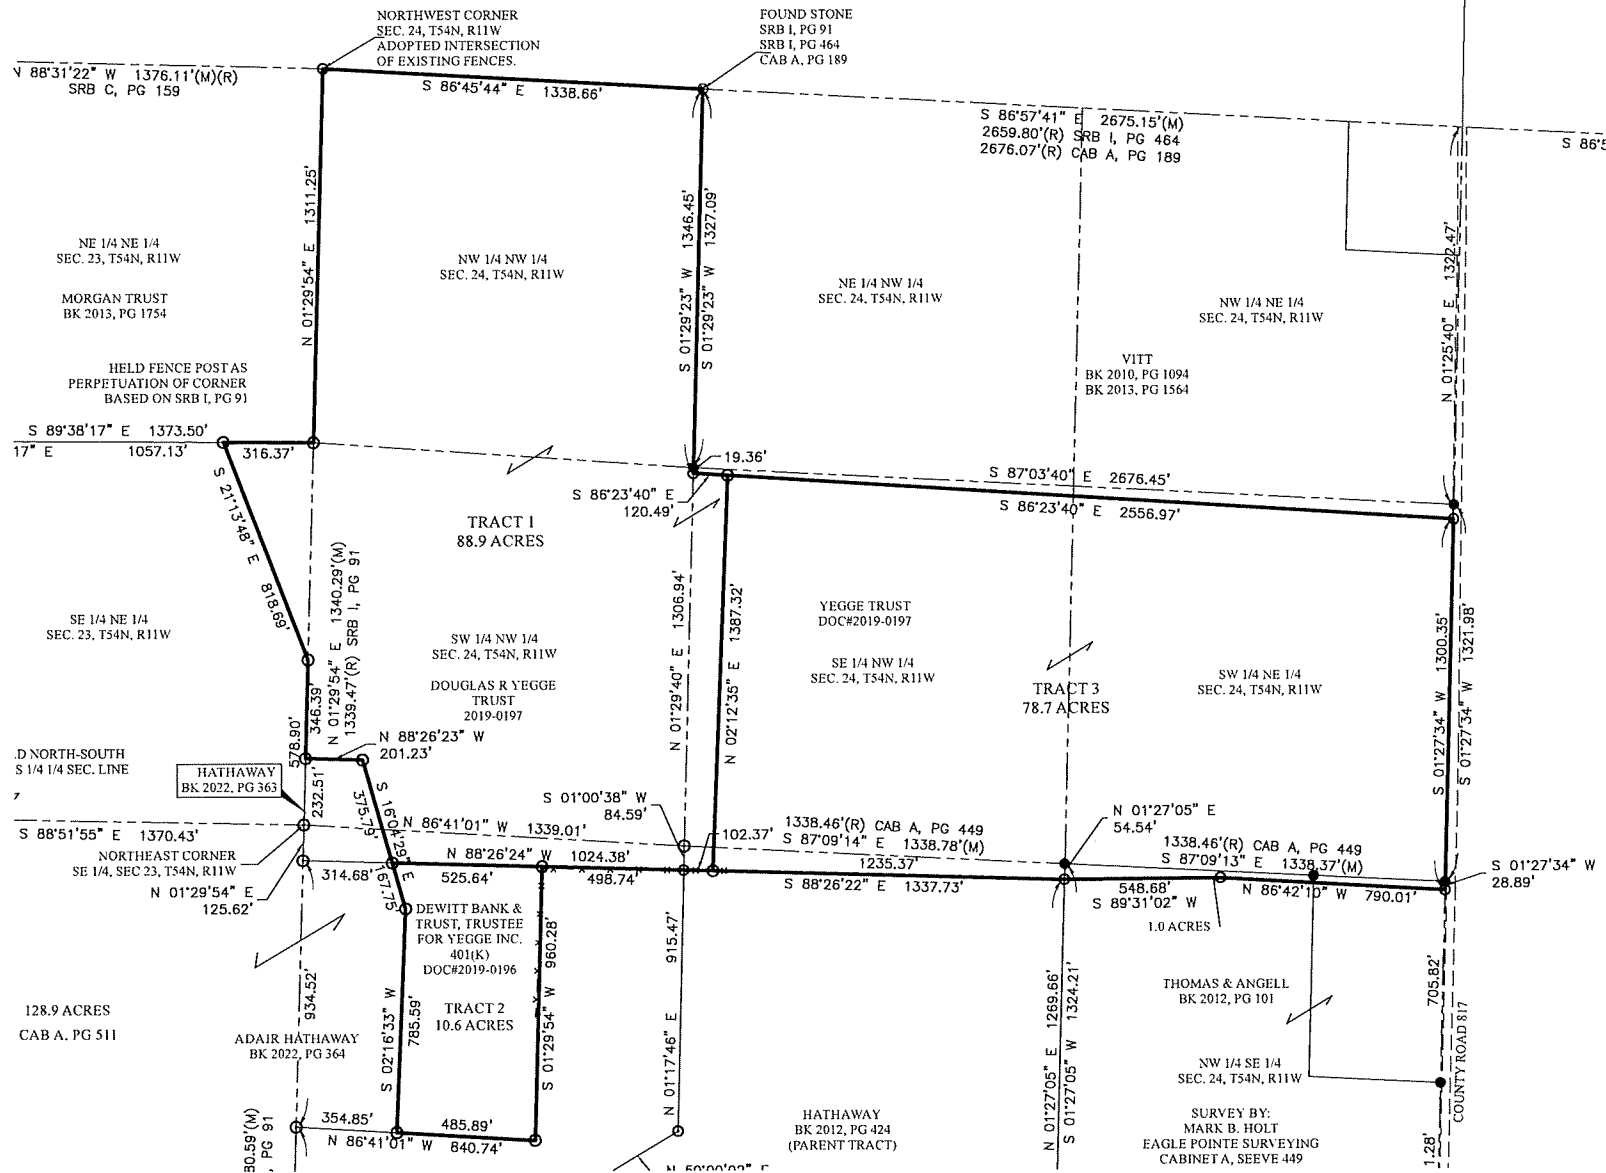 NORTHWEST CORNER
SEC. 24, T54N, R11W
ADOPTED INTERSECTION
OF EXISTING FENCES.
FOUND STONE
SRB I, PG 91
SRB I, PG 464
CAB A, PG 189
N 88°31'22" W 1376.11'(M)(R)
SRB C, PG 159
S 86°45'44" E 1338.66'
S 86°57'41" E 2675.15'(M)
2659.80'(R) SRB I, PG 464
2676.07'(R) CAB A, PG 189
N 01°29'54" E 1311.25'
S 01°29'23" W 1346.45'
S 01°29'23" W 1327.09'
N 01°25'40" E 1322.47'
NE 1/4 NE 1/4
SEC. 23, T54N, R11W
MORGAN TRUST
BK 2013, PG 1754
NW 1/4 NW 1/4
SEC. 24, T54N, R11W
NE 1/4 NW 1/4
SEC. 24, T54N, R11W
NW 1/4 NE 1/4
SEC. 24, T54N, R11W
VITT
BK 2010, PG 1094
BK 2013, PG 1564
HELD FENCE POST AS
PERPETUATION OF CORNER
BASED ON SRB I, PG 91
S 89°38'17" E 1373.50'
17" E 1057.13'
316.37'
19.36'
S 86°23'40" E
120.49'
S 87°03'40" E 2676.45'
S 86°23'40" E 2556.97'
S 21°13'48" E 818.69'
TRACT 1
88.9 ACRES
N 01°29'54" E 1340.29'(M)
1339.47'(R) SRB I, PG 91
N 01°29'40" E 1306.94'
N 02°12'35" E 1387.32'
YEGGE TRUST
DOC#2019-0197
SE 1/4 NE 1/4
SEC. 23, T54N, R11W
SW 1/4 NW 1/4
SEC. 24, T54N, R11W
DOUGLAS R YEGGE
TRUST
2019-0197
SE 1/4 NW 1/4
SEC. 24, T54N, R11W
TRACT 3
78.7 ACRES
SW 1/4 NE 1/4
SEC. 24, T54N, R11W
S 01°27'34" W 1300.35'
S 01°27'34" W 1321.98'
346.39'
578.90'
232.51'
N 88°26'23" W
201.23'
.D NORTH-SOUTH
S 1/4 1/4 SEC. LINE
HATHAWAY
BK 2022, PG 363
S 16°04'29" E
375.79'
167.75'
S 88°51'55" E 1370.43'
NORTHEAST CORNER
SE 1/4, SEC 23, T54N, R11W
N 01°29'54" E
125.62'
N 86°41'01" W 1339.01'
S 01°00'38" W
84.59'
102.37'
1338.46'(R) CAB A, PG 449
S 87°09'14" E 1338.78'(M)
N 01°27'05" E
54.54'
1338.46'(R) CAB A, PG 449
S 87°09'13" E 1338.37'(M)
S 01°27'34" W
28.89'
314.68'
N 88°26'24" W 1024.38'
525.64'
498.74'
1235.37'
S 88°26'22" E 1337.73'
548.68'
S 89°31'02" W
N 86°42'10" W 790.01'
1.0 ACRES
DEWITT BANK &
TRUST, TRUSTEE
FOR YEGGE INC.
401(K)
DOC#2019-0196
TRACT 2
10.6 ACRES
S 02°16'33" W 785.59'
S 01°29'54" W 960.28'
N 01°17'46" E 915.47'
N 01°27'05" E 1269.66'
S 01°27'05" W 1324.21'
705.82'
934.52'
128.9 ACRES
CAB A. PG 511
ADAIR HATHAWAY
BK 2022, PG 364
THOMAS & ANGELL
BK 2012, PG 101
NW 1/4 SE 1/4
SEC. 24, T54N, R11W
COUNTY ROAD 817
354.85'
485.89'
N 86°41'01" W 840.74'
HATHAWAY
BK 2012, PG 424
(PARENT TRACT)
SURVEY BY:
MARK B. HOLT
EAGLE POINTE SURVEYING
CABINET A, SEEVE 449
80.59'(M)
, PG 91
1.28'